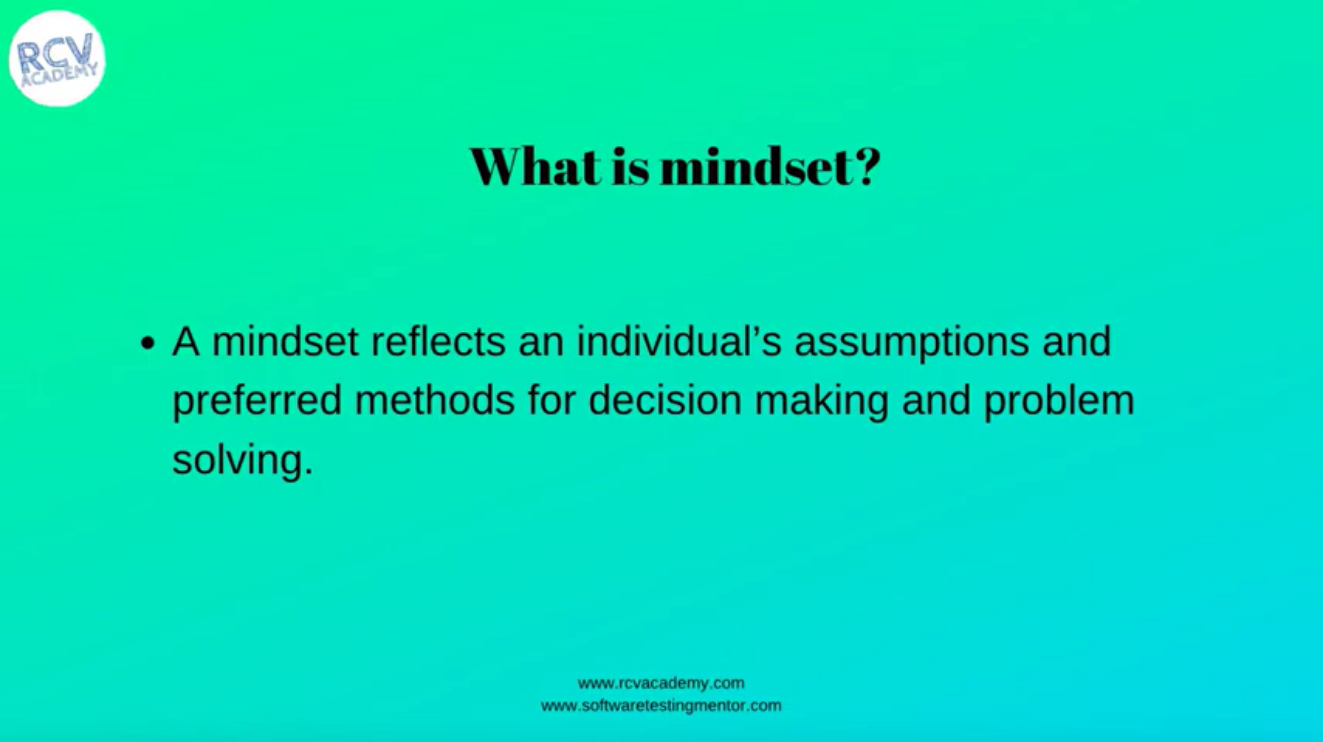 RCV
ACADEMY
What is mindset?
• A mindset reflects an individual’s assumptions and
preferred methods for decision making and problem
solving.
www.rcvacademy.com
www.softwaretestingmentor.com